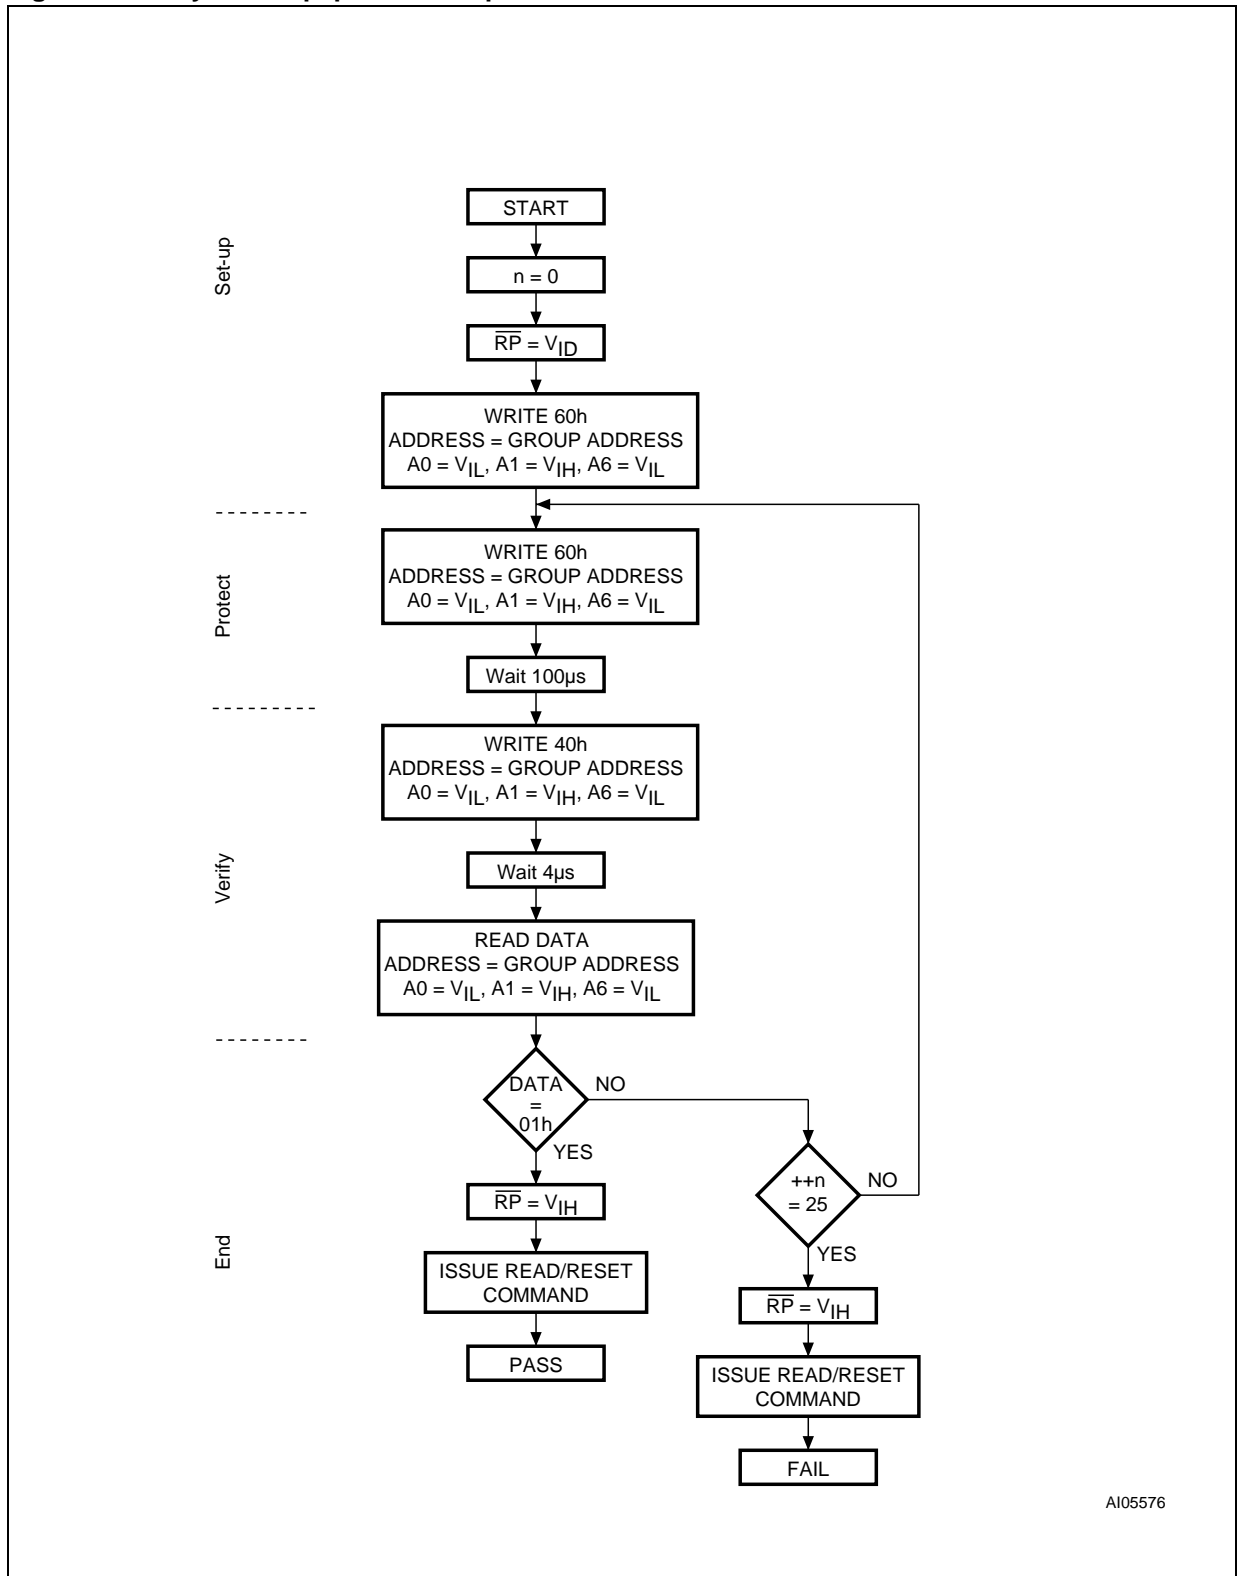 Set-up
START
n = 0
RP = VID
WRITE 60h
ADDRESS = GROUP ADDRESS
A0 = VIL, A1 = VIH, A6 = VIL
Protect
WRITE 60h
ADDRESS = GROUP ADDRESS
A0 = VIL, A1 = VIH, A6 = VIL
Wait 100µs
Verify
WRITE 40h
ADDRESS = GROUP ADDRESS
A0 = VIL, A1 = VIH, A6 = VIL
Wait 4µs
READ DATA
ADDRESS = GROUP ADDRESS
A0 = VIL, A1 = VIH, A6 = VIL
End
DATA
=
01h
NO
YES
++n
= 25
NO
YES
RP = VIH
ISSUE READ/RESET
COMMAND
PASS
RP = VIH
ISSUE READ/RESET
COMMAND
FAIL
AI05576